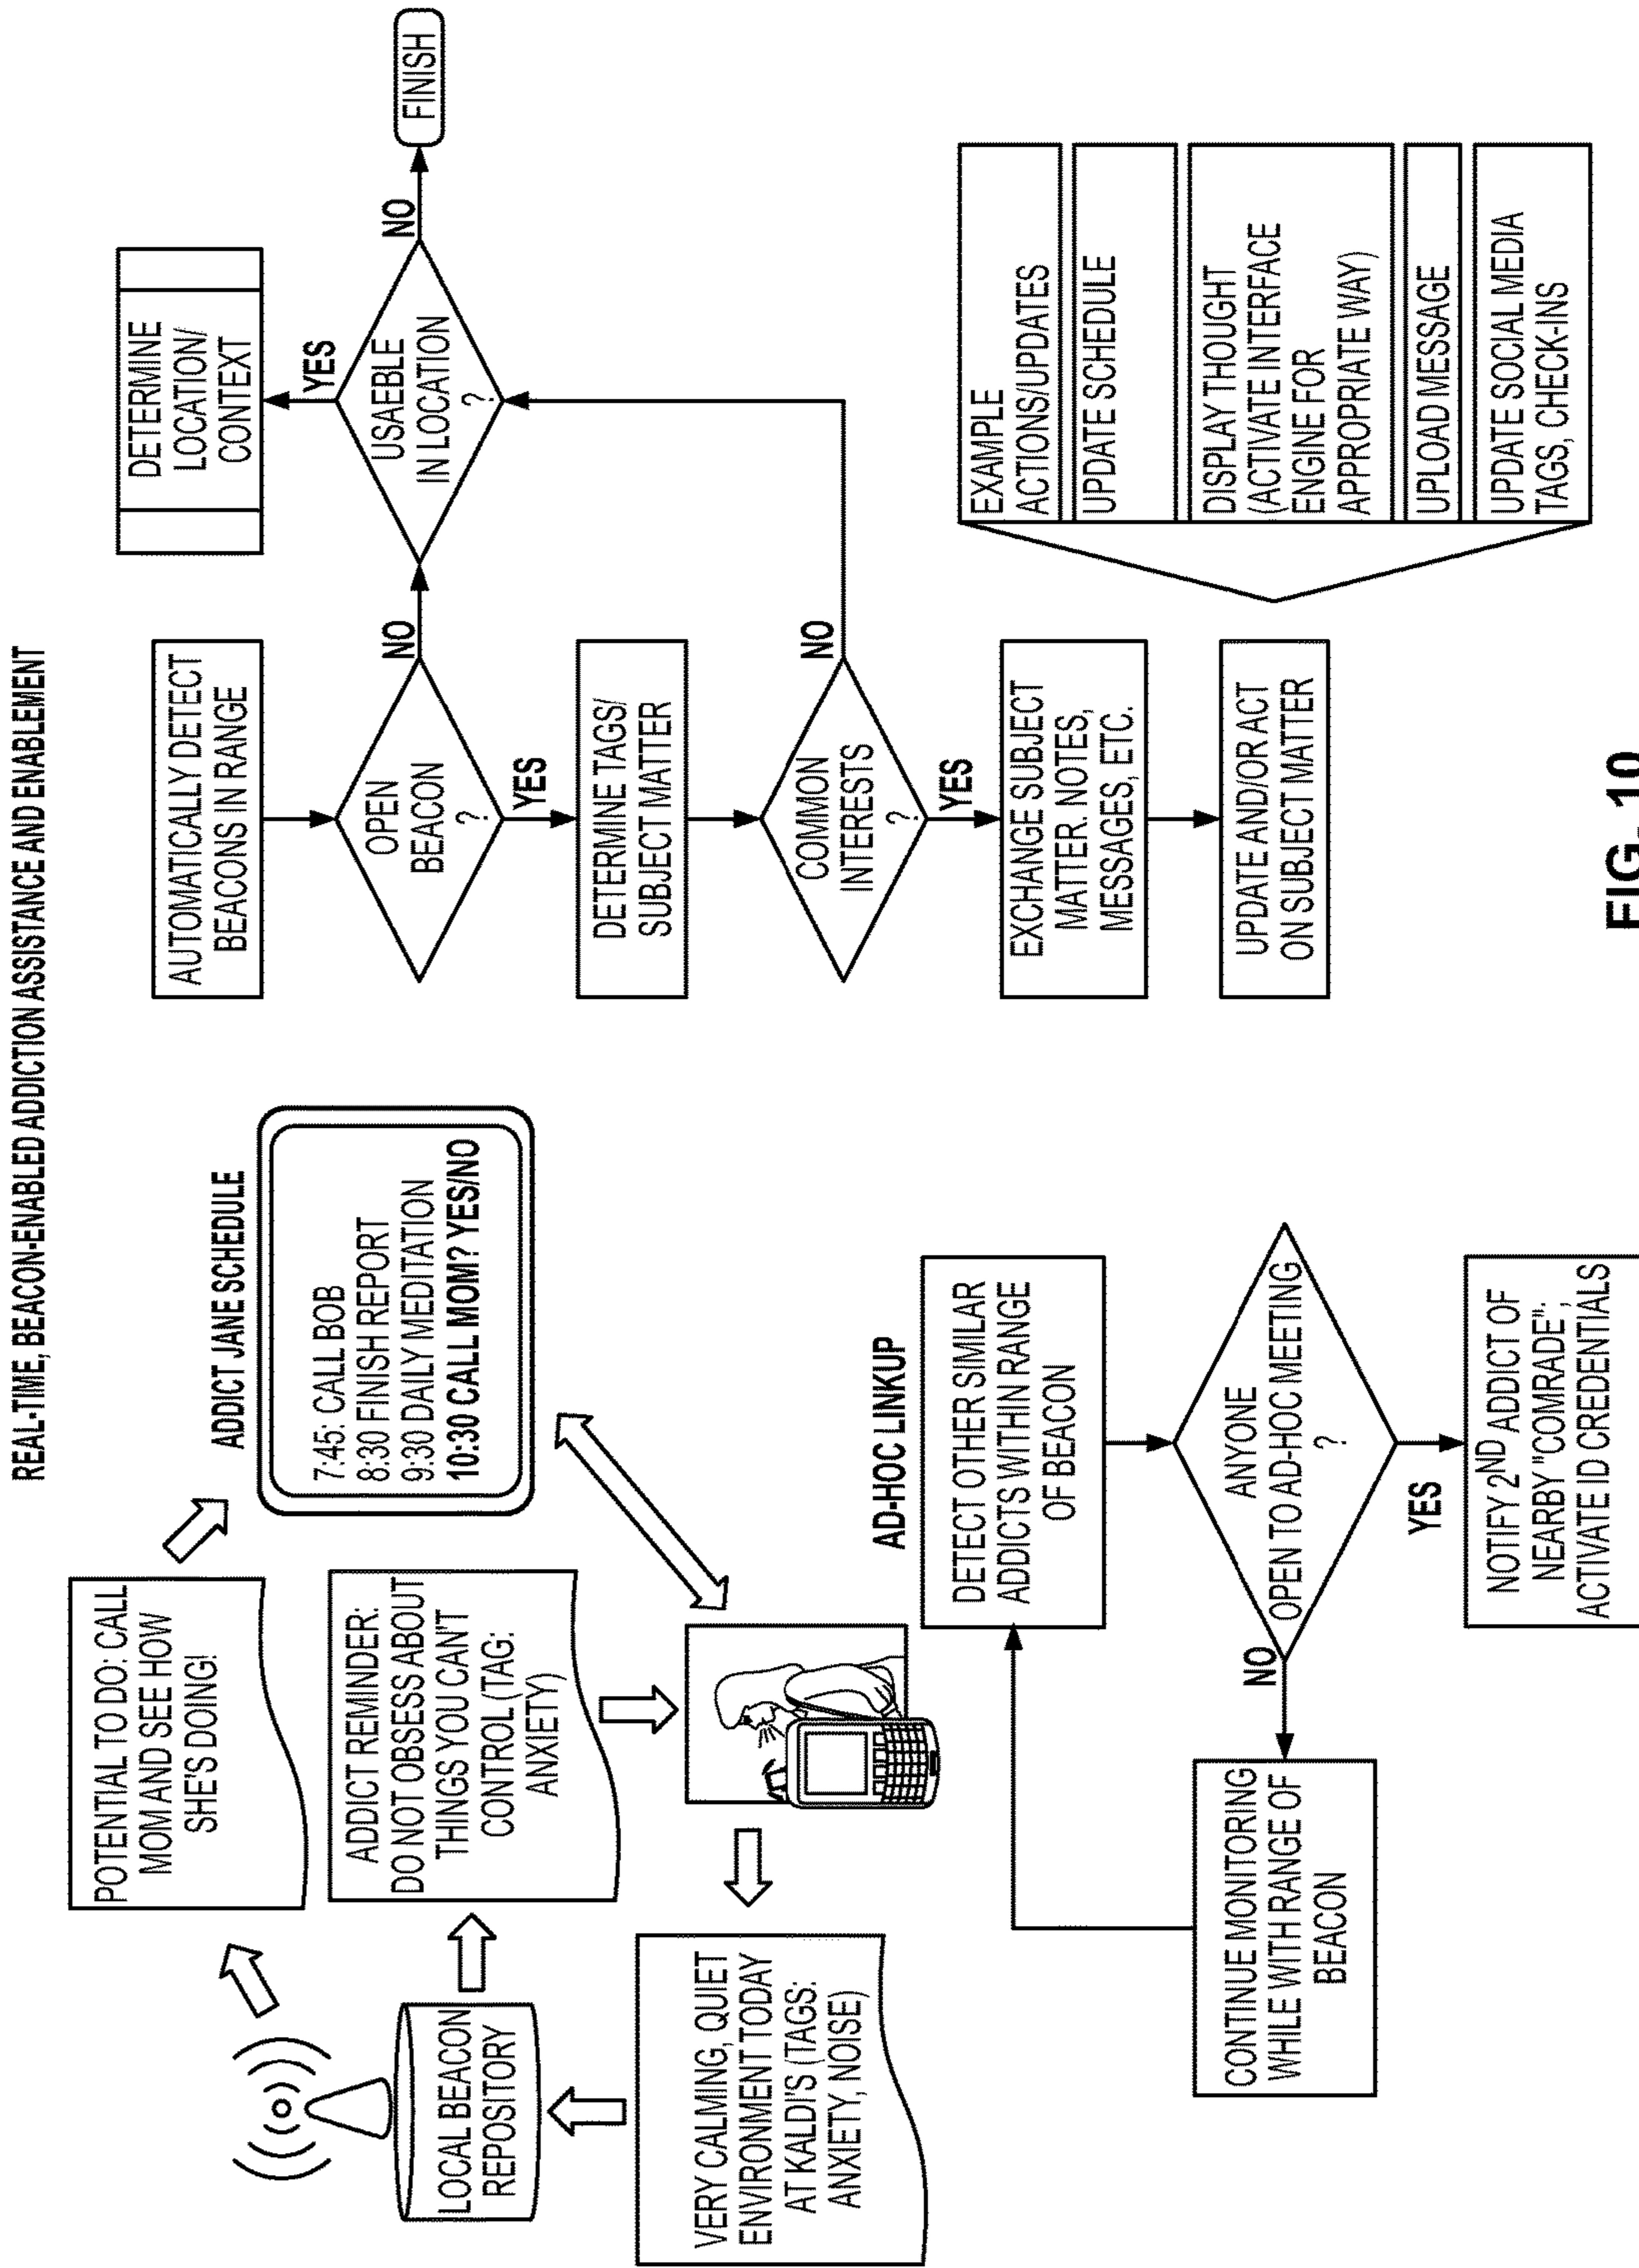 REAL-TIME, BEACON-ENABLED ADDICTION ASSISTANCE AND ENABLEMENT
POTENTIAL TO DO: CALL
MOM AND SEE HOW
SHE'S DOING!
ADDICT JANE SCHEDULE
7:45: CALL BOB
8:30 FINISH REPORT
9:30 DAILY MEDITATION
10:30 CALL MOM? YES/NO
LOCAL BEACON
REPOSITORY
ADDICT REMINDER:
DO NOT OBSESS ABOUT
THINGS YOU CAN'T
CONTROL (TAG:
ANXIETY)
VERY CALMING, QUIET
ENVIRONMENT TODAY
AT KALDI'S (TAGS:
ANXIETY, NOISE)
AD-HOC LINKUP
DETECT OTHER SIMILAR
ADDICTS WITHIN RANGE
OF BEACON
ANYONE
OPEN TO AD-HOC MEETING
?
NO
YES
CONTINUE MONITORING
WHILE WITH RANGE OF
BEACON
NOTIFY 2ND ADDICT OF
NEARBY "COMRADE";
ACTIVATE ID CREDENTIALS
AUTOMATICALLY DETECT
BEACONS IN RANGE
OPEN
BEACON
?
NO
YES
DETERMINE
LOCATION/
CONTEXT
YES
USAEBLE
IN LOCATION
?
NO
FINISH
DETERMINE TAGS/
SUBJECT MATTER
COMMON
INTERESTS
?
NO
YES
EXCHANGE SUBJECT
MATTER. NOTES,
MESSAGES, ETC.
UPDATE AND/OR ACT
ON SUBJECT MATTER
EXAMPLE
ACTIONS/UPDATES
UPDATE SCHEDULE
DISPLAY THOUGHT
(ACTIVATE INTERFACE
ENGINE FOR
APPROPRIATE WAY)
UPLOAD MESSAGE
UPDATE SOCIAL MEDIA
TAGS, CHECK-INS
FIG. 10